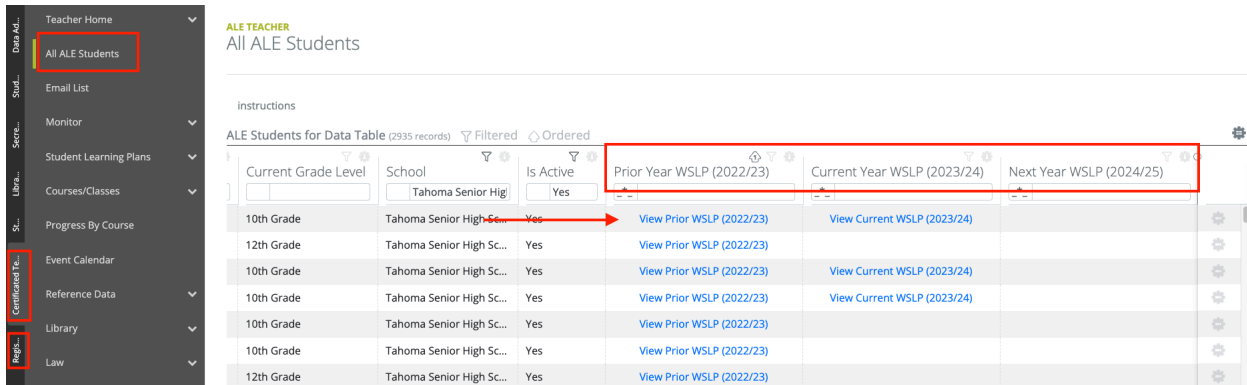 Data Ad...
Stud...
Secre...
Libra...
St...
Certificated Te...
Regis...
Teacher Home
All ALE Students
Email List
Monitor
Student Learning Plans
Courses/Classes
Progress By Course
Event Calendar
Reference Data
Library
Law
ALE TEACHER
All ALE Students
instructions
ALE Students for Data Table (2935 records) Filtered Ordered
Current Grade Level School Is Active Prior Year WSLP (2022/23) Current Year WSLP (2023/24) Next Year WSLP (2024/25)
Tahoma Senior Higl Yes _*_ _*_ _*_
10th Grade Tahoma Senior High Sc... Yes View Prior WSLP (2022/23) View Current WSLP (2023/24)
12th Grade Tahoma Senior High Sc... Yes View Prior WSLP (2022/23)
10th Grade Tahoma Senior High Sc... Yes View Prior WSLP (2022/23) View Current WSLP (2023/24)
10th Grade Tahoma Senior High Sc... Yes View Prior WSLP (2022/23) View Current WSLP (2023/24)
10th Grade Tahoma Senior High Sc... Yes View Prior WSLP (2022/23)
10th Grade Tahoma Senior High Sc... Yes View Prior WSLP (2022/23)
12th Grade Tahoma Senior High Sc... Yes View Prior WSLP (2022/23)